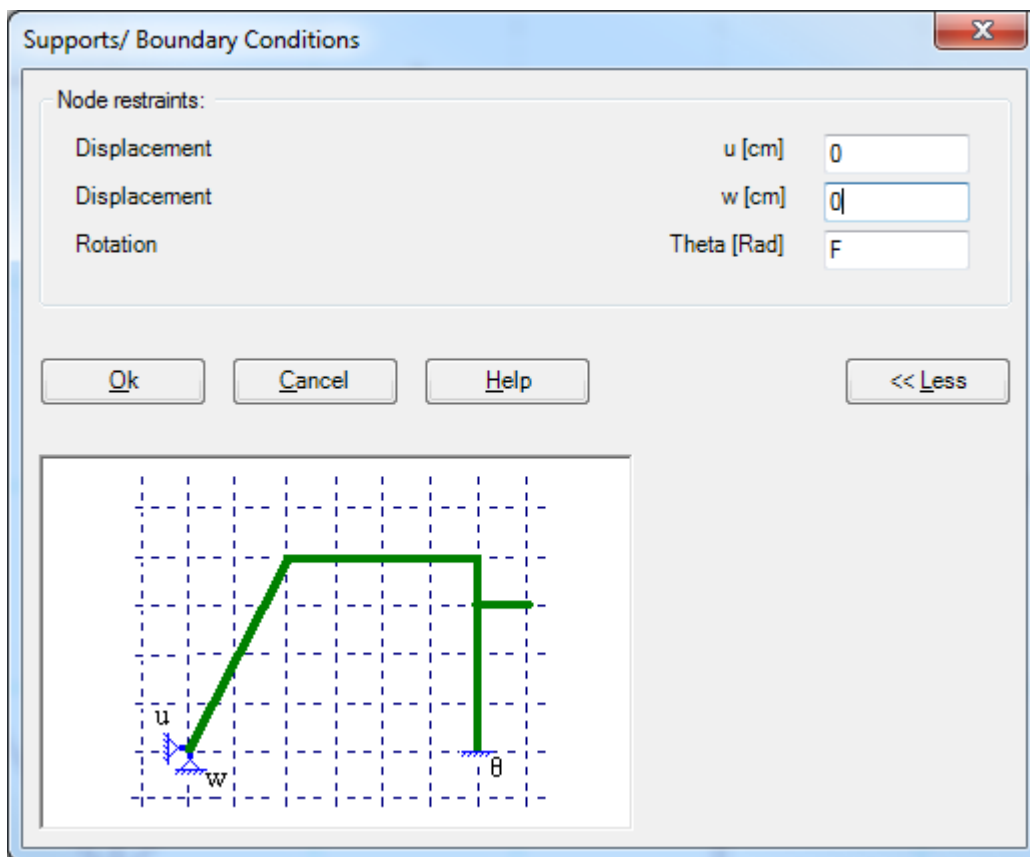 Supports/ Boundary Conditions
x
Node restraints:
Displacement u [cm] 0
Displacement w [cm] 0
Rotation Theta [Rad] F
Ok Cancel Help << Less
u
w
θ